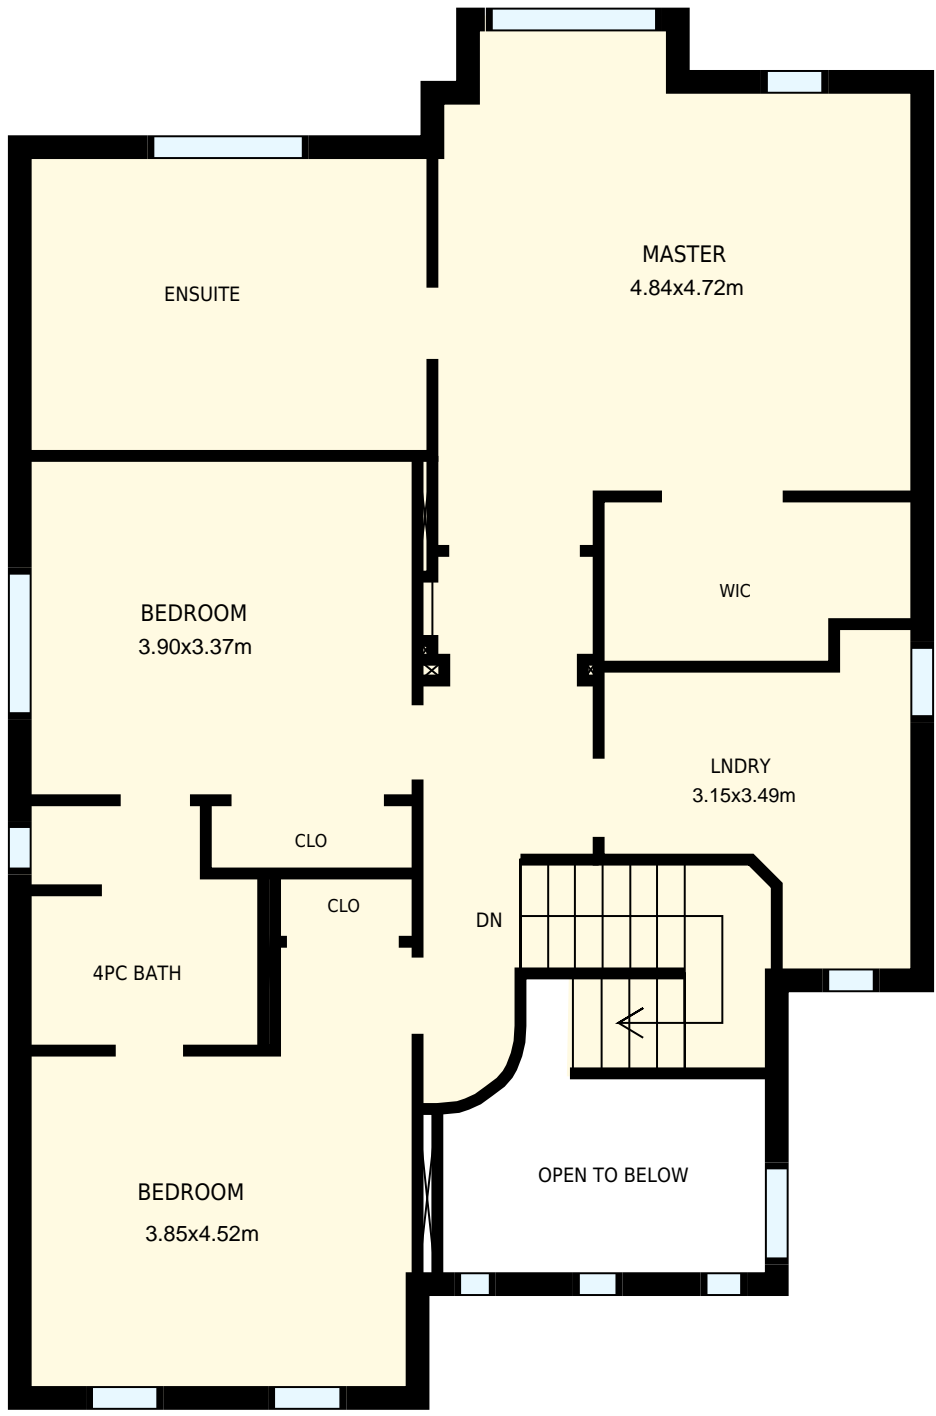 MASTER
4.84x4.72m
ENSUITE
WIC
BEDROOM
3.90x3.37m
LNDRY
3.15x3.49m
CLO
CLO
DN
4PC BATH
OPEN TO BELOW
BEDROOM
3.85x4.52m